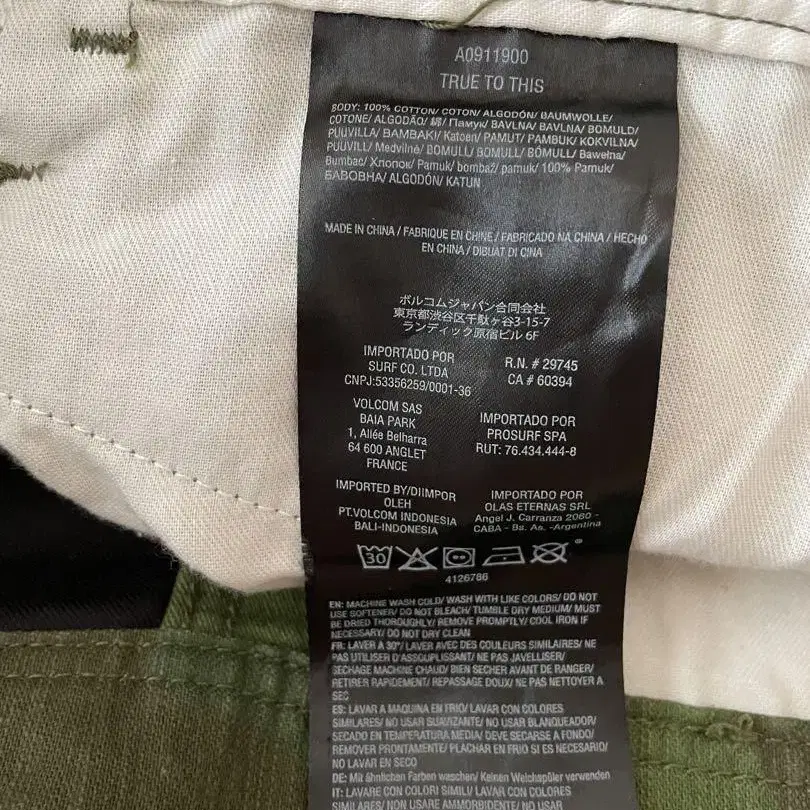 A0911900
TRUE TO THIS
BODY: 100% COTTON/ COTON/ ALGODÓN/ BAUMWOLLE/
COTONE/ ALGODÃO/ 綿/ Памук/ BAVLNA/ BAVLNA/ BOMULD/
PUUVILLA/ BAMBAKI/ Katoen/ PAMUT/ PAMBUK/ KOKVILNA/
PUUVILL/ Medvilnė/ BOMULL/ BOMULL/ BÖMULL/ Bawełna/
Bumbac/ Хлопок/ Pamuk/ bombaž/ pamuk/ 100% Pamuk/
БАВОВНА/ ALGODÓN/ KATUN
MADE IN CHINA / FABRIQUE EN CHINE / FABRICADO NA CHINA / HECHO
EN CHINA / DIBUAT DI CINA
ボルコムジャパン合同会社
東京都渋谷区千駄ヶ谷3-15-7
ランディック原宿ビル 6F
IMPORTADO POR
SURF CO. LTDA
CNPJ:53356259/0001-36
R.N. # 29745
CA # 60394
VOLCOM SAS
BAIA PARK
1, Allée Belharra
64 600 ANGLET
FRANCE
IMPORTADO POR
PROSURF SPA
RUT: 76.434.444-8
IMPORTED BY/DIIMPOR
OLEH
PT.VOLCOM INDONESIA
BALI-INDONESIA
IMPORTADO POR
OLAS ETERNAS SRL
Angel J. Carranza 2080 -
CABA - Bs. As. -Argentina
30
4126786
EN: MACHINE WASH COLD/ WASH WITH LIKE COLORS/ DO NOT
USE SOFTENER/ DO NOT BLEACH/ TUMBLE DRY MEDIUM/ MUST
BE DRIED THOROUGHLY/ REMOVE PROMPTLY/ COOL IRON IF
NECESSARY/ DO NOT DRY CLEAN
FR: LAVER À 30°/ LAVER AVEC DES COULEURS SIMILAIRES/ NE
PAS UTILISER D'ASSOUPLISSANT/ NE PAS JAVELLISER/
SECHAGE MACHINE CHAUD/ BIEN SECHER AVANT DE RANGER/
RETIRER RAPIDEMENT/ REPASSAGE DOUX/ NE PAS NETTOYER A
SEC
ES: LAVAR A MAQUINA EN FRIO/ LAVAR CON COLORES
SIMILARES/ NO USAR SUAVIZANTE/ NO USAR BLANQUEADOR/
SECADO EN TEMPERATURA MEDIA/ DEVE SECARSE A FONDO/
REMOVER PRONTAMENTE/ PLACHAR EN FRIO SI ES NECESARIO/
NO LAVAR EN SECO
DE: Mit ähnlichen Farben waschen/ Keinen Weichspüler verwenden
IT: LAVARE CON COLORI SIMILI/ LAVAR CON COLORES
SIMILARES/ NON USARE AMMORBIDENTE/ NO USAR